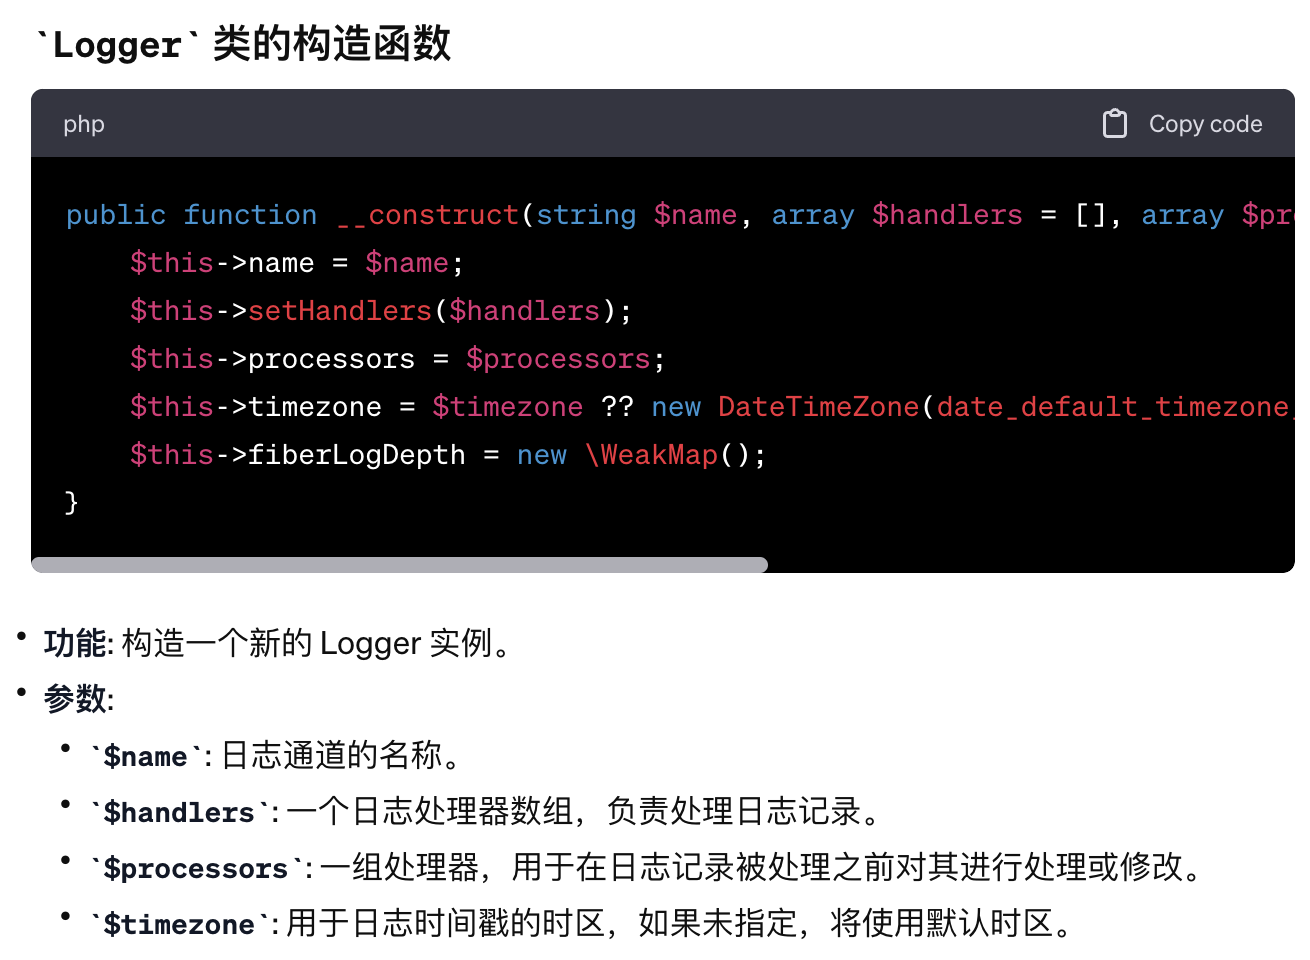 `Logger` 类的构造函数
php
Copy code
public function __construct(string $name, array $handlers = [], array $pro
$this->name = $name;
$this->setHandlers($handlers);
$this->processors = $processors;
$this->timezone = $timezone ?? new DateTimeZone(date_default_timezone_
$this->fiberLogDepth = new \WeakMap();
}
• 功能: 构造一个新的 Logger 实例。
• 参数:
• `$name`: 日志通道的名称。
• `$handlers`: 一个日志处理器数组，负责处理日志记录。
• `$processors`: 一组处理器，用于在日志记录被处理之前对其进行处理或修改。
• `$timezone`: 用于日志时间戳的时区，如果未指定，将使用默认时区。